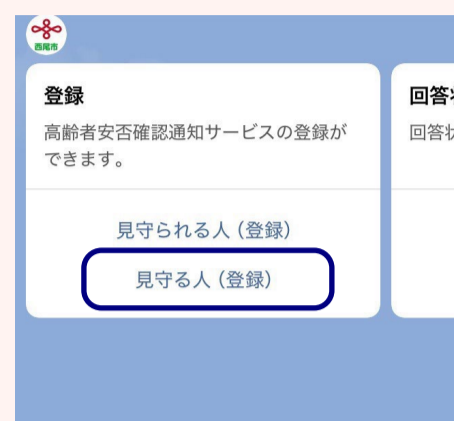 西尾市
登録
高齢者安否確認通知サービスの登録が
できます。
見守られる人（登録）
見守る人（登録）
回答
回答